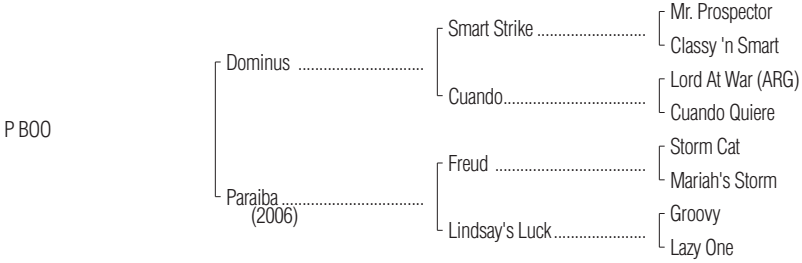 Mr. Prospector
Smart Strike ..........................
Classy 'n Smart
Dominus ..............................
Lord At War (ARG)
Cuando...................................
Cuando Quiere
P BOO
Storm Cat
Freud ....................................
Mariah's Storm
Paraiba ..................................
(2006)
Groovy
Lindsay's Luck......................
Lazy One